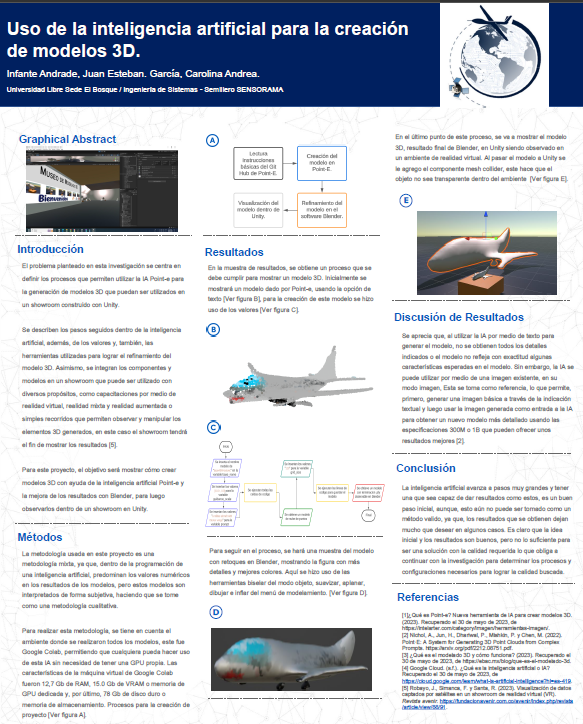 Uso de la inteligencia artificial para la creación
de modelos 3D.
Infante Andrade, Juan Esteban. García, Carolina Andrea.
Universidad Libre Sede El Bosque / Ingeniería de Sistemas - Semillero SENSORAMA
Graphical Abstract
Bienvenido
Introducción
El problema planteado en esta investigación se centra en
definir los procesos que permiten utilizar la IA Point-e para
la generación de modelos 3D que puedan ser utilizados en
un showroom construido con Unity.
Se describen los pasos seguidos dentro de la inteligencia
artificial, además, de los valores y, también, las
herramientas utilizadas para lograr el refinamiento del
modelo 3D. Asimismo, se integran los componentes y
modelos en un showroom que puede ser utilizado con
diversos propósitos, como capacitaciones por medio de
realidad virtual, realidad mixta y realidad aumentada o
simples recorridos que permiten observar y manipular los
elementos 3D generados, en este caso el showroom tendrá
el fin de mostrar los resultados [5].
Para este proyecto, el objetivo será mostrar cómo crear
modelos 3D con ayuda de la inteligencia artificial Point-e y
la mejora de los resultados con Blender, para luego
observarlos dentro de un showroom en Unity.
Métodos
La metodología usada en este proyecto es una
metodología mixta, ya que, dentro de la programación de
una inteligencia artificial, predominan los valores numéricos
en los resultados de los modelos, pero estos modelos son
interpretados de forma subjetiva, haciendo que se tome
como una metodología cualitativa.
Para realizar esta metodología, se tiene en cuenta el
ambiente donde se realizaron todos los modelos, este fue
Google Colab, permitiendo que cualquiera pueda hacer uso
de esta IA sin necesidad de tener una GPU propia. Las
características de la máquina virtual de Google Colab
fueron 12,7 Gb de RAM, 15.0 Gb de VRAM o memoria de
GPU dedicada y, por último, 78 Gb de disco duro o
memoria de almacenamiento. Procesos para la creación de
proyecto [Ver figura A].
A
Lectura
instrucciones
básicas del Git
Hub de Point-E.
Creación del
modelo en
Point-E.
Visualización del
modelo dentro de
Unity.
Refinamiento del
modelo en el
software Blender.
Resultados
En la muestra de resultados, se obtiene un proceso que se
debe cumplir para mostrar un modelo 3D. Inicialmente se
mostrará un modelo dado por Point-e, usando la opción de
texto [Ver figura B], para la creación de este modelo se hizo
uso de los valores [Ver figura C].
B
C
Para seguir en el proceso, se hará una muestra del modelo
con retoques en Blender, mostrando la figura con más
detalles y mejores colores. Aquí se hizo uso de las
herramientas biselar del modo objeto, suavizar, aplanar,
dibujar e inflar del menú de modelamiento. [Ver figura D].
D
En el último punto de este proceso, se va a mostrar el modelo
3D, resultado final de Blender, en Unity siendo observado en
un ambiente de realidad virtual. Al pasar el modelo a Unity se
le agrego el componente mesh collider, este hace que el
objeto no sea transparente dentro del ambiente [Ver figura E].
E
Discusión de Resultados
Se aprecia que, al utilizar la IA por medio de texto para
generar el modelo, no se obtienen todos los detalles
indicados o el modelo no refleja con exactitud algunas
características esperadas en el modelo. Sin embargo, la IA se
puede utilizar por medio de una imagen existente, en su
modo imagen. Esta se toma como referencia, lo que permite,
primero, generar una imagen básica a través de la indicación
textual y luego usar la imagen generada como entrada a la IA
para obtener un nuevo modelo más detallado usando las
especificaciones 300M o 1B que pueden ofrecer unos
resultados mejores [2].
Conclusión
La inteligencia artificial avanza a pasos muy grandes y tener
una que sea capaz de dar resultados como estos, es un buen
peso inicial, aunque, esto aún no puede ser tomado como un
método valido, ya que, los resultados que se obtienen dejan
mucho que desear en algunos casos. Es claro que la idea
inicial y los resultados son buenos, pero no lo suficiente para
ser una solución con la calidad requerida lo que obliga a
continuar con la investigación para determinar los procesos y
configuraciones necesarios para lograr la calidad buscada.
Referencias
[1]¿Qué es Point-e? Nueva herramienta de IA para crear modelos 3D.
(2023). Recuperado el 30 de mayo de 2023, de
[2] Nichol, A., Jun, H., Dhariwal, P., Mishkin, P. y Chen, M. (2022).
Point-E: A System for Generating 3D Point Clouds from Complex
Prompts. https://arxiv.org/pdf/2212.08751.pdf.
[3] ¿Qué es el modelado 3D y cómo funciona? (2023). Recuperado el
30 de mayo de 2023, de https://ebac.mx/blog/que-es-el-modelado-3d.
[4] Google Cloud. (s.f.). ¿Qué es la inteligencia artificial o IA?
Recuperado el 30 de mayo de 2023, de
https://cloud.google.com/learn/what-is-artificial-intelligence?hl=es-419.
[5] Robayo, J., Simanca, F. y Santa, R. (2023). Visualización de datos
captados por satélites en un showroom de realidad virtual (VR).